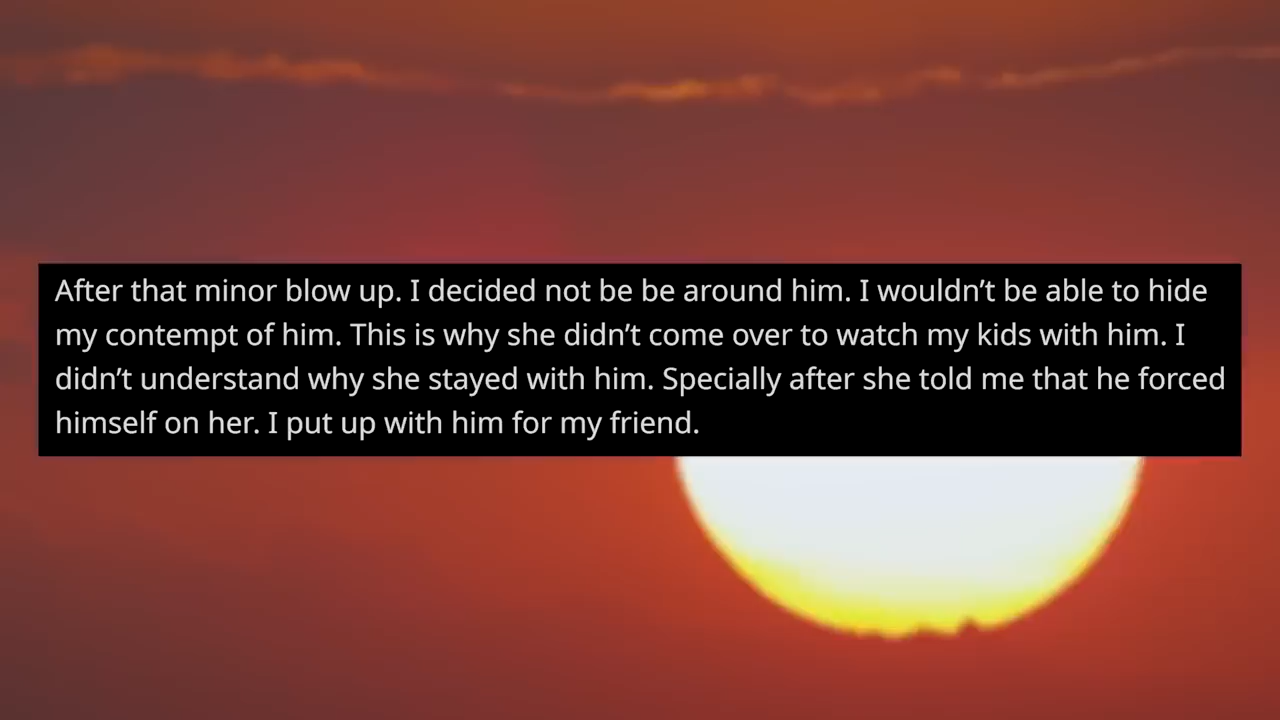 After that minor blow up. I decided not be be around him. I wouldn’t be able to hide
my contempt of him. This is why she didn’t come over to watch my kids with him. I
didn’t understand why she stayed with him. Specially after she told me that he forced
himself on her. I put up with him for my friend.